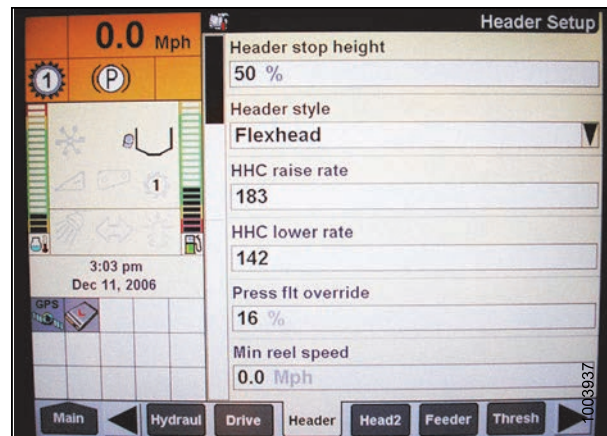 Header Setup
0.0 Mph
1 (P)
1
3:03 pm
Dec 11, 2006
GPS
Header stop height
50 %
Header style
Flexhead
HHC raise rate
183
HHC lower rate
142
Press flt override
16 %
Min reel speed
0.0 Mph
Main Hydraul Drive Header Head2 Feeder Thresh
1003937